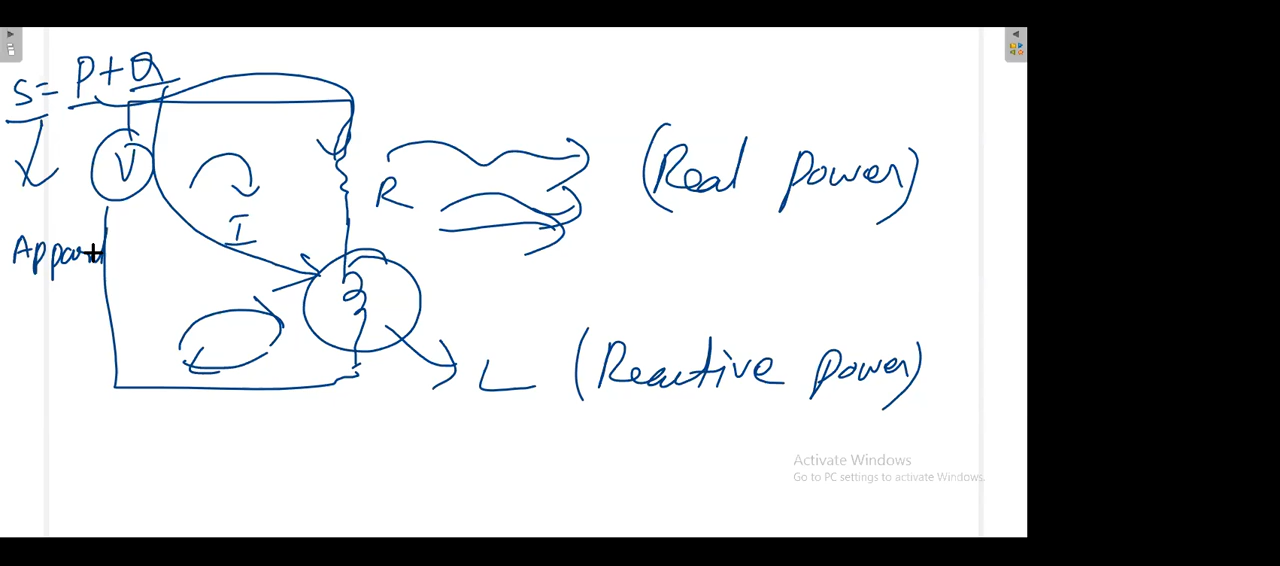 S = P + Q
V
R
(Real power)
I
Appar
L
(Reactive power)
Activate Windows
Go to PC settings to activate Windows.